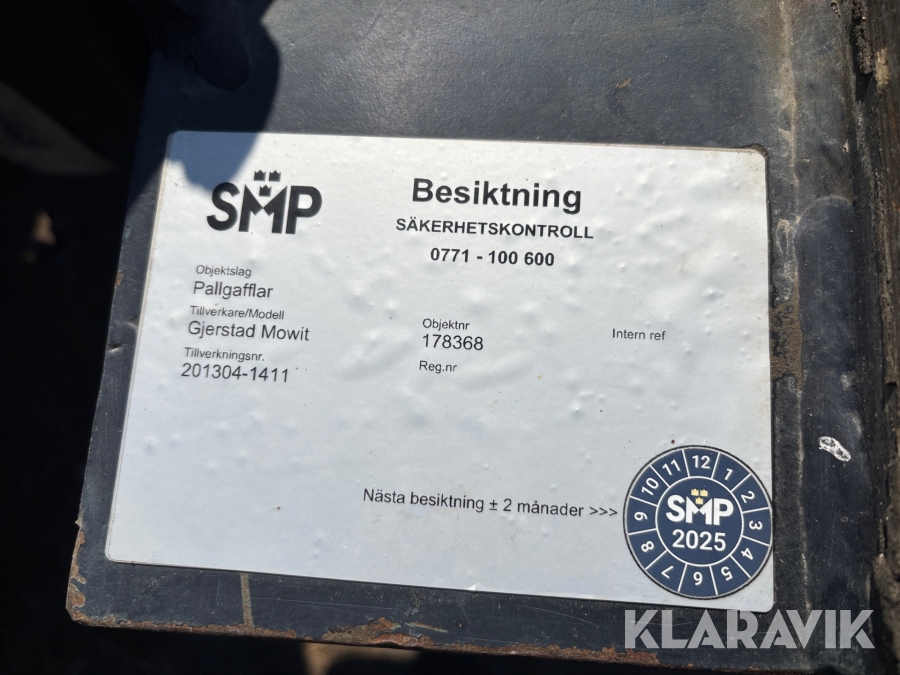 SMP
Besiktning
SÄKERHETSKONTROLL
0771 - 100 600
Objektslag
Pallgafflar
Tillverkare/Modell
Gjerstad Mowit
Tillverkningsnr.
201304-1411
Objektnr
178368
Reg.nr
Intern ref
Nästa besiktning ± 2 månader >>>
12 1 2 3 4 5 6 7 8 9 10 11
SMP
2025
KLARAVIK